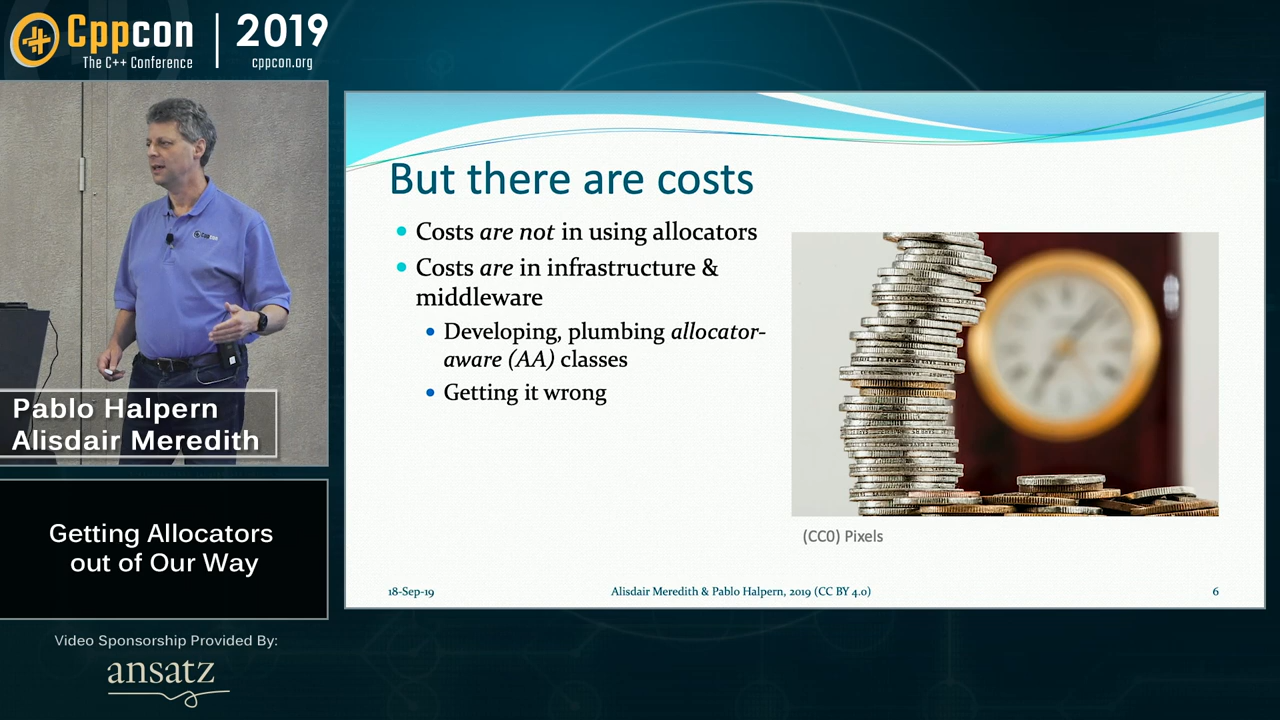 Cppcon
The C++ Conference
2019
cppcon.org
Pablo Halpern
Alisdair Meredith
Getting Allocators
out of Our Way
Video Sponsorship Provided By:
ansatz
But there are costs
• Costs are not in using allocators
• Costs are in infrastructure &
middleware
• Developing, plumbing allocator-
aware (AA) classes
• Getting it wrong
(CC0) Pixels
18-Sep-19
Alisdair Meredith & Pablo Halpern, 2019 (CC BY 4.0)
6